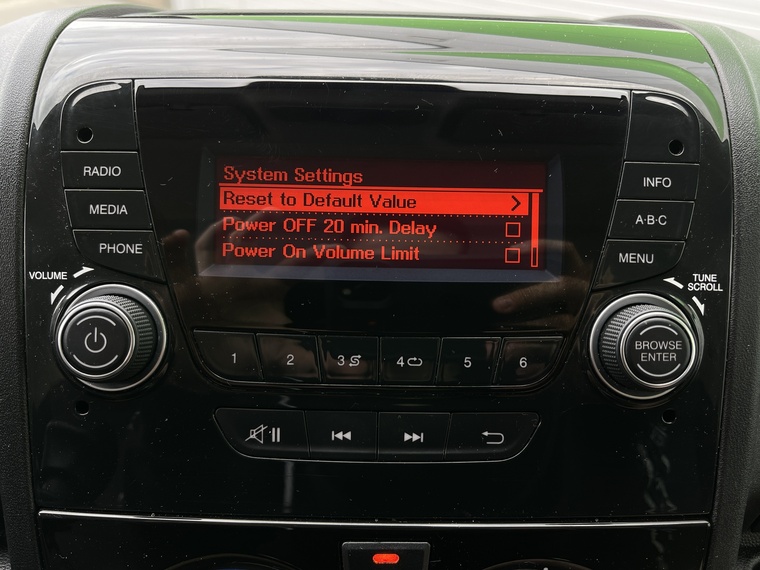 System Settings
Reset to Default Value
Power OFF 20 min. Delay
Power On Volume Limit
RADIO
MEDIA
PHONE
VOLUME
INFO
A·B·C
MENU
TUNE
SCROLL
BROWSE
ENTER
1 2 3 4 5 6